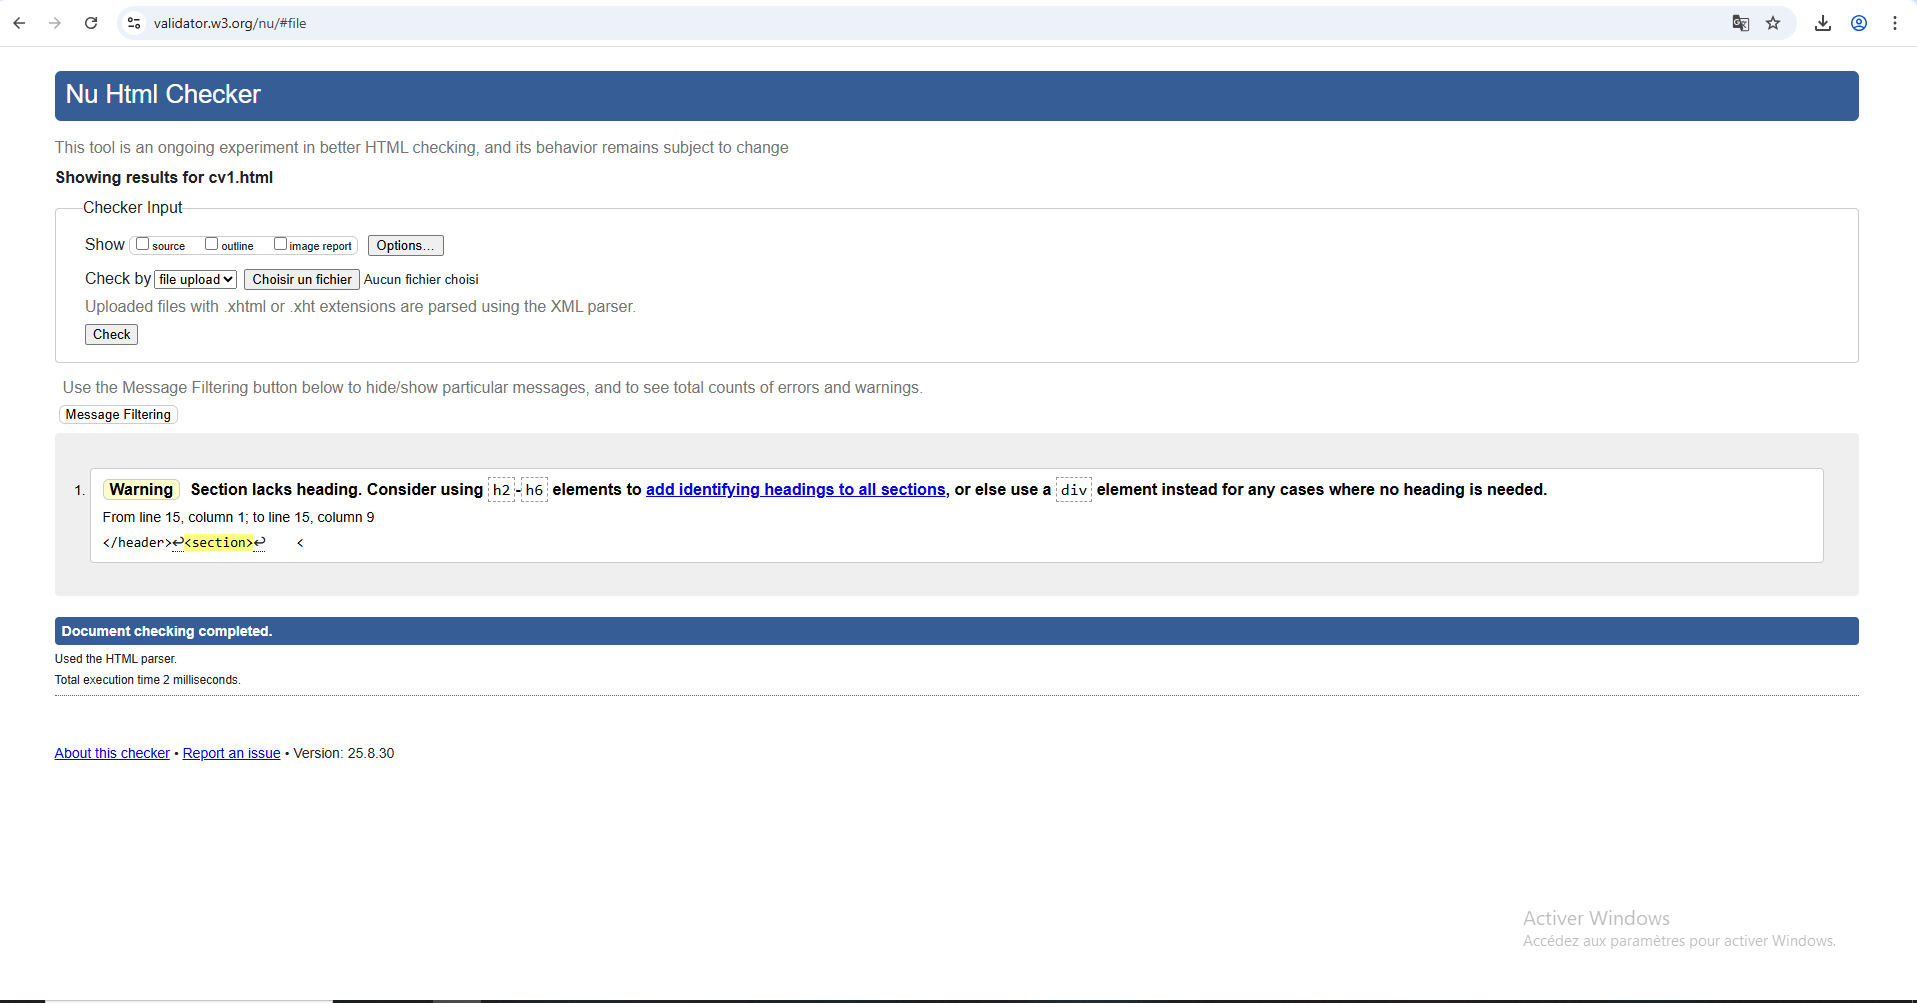 validator.w3.org/nu/#file
Nu Html Checker
This tool is an ongoing experiment in better HTML checking, and its behavior remains subject to change
Showing results for cv1.html
Checker Input
Show source outline image report Options...
Check by file upload Choisir un fichier Aucun fichier choisi
Uploaded files with .xhtml or .xht extensions are parsed using the XML parser.
Check
Use the Message Filtering button below to hide/show particular messages, and to see total counts of errors and warnings.
Message Filtering
1. Warning Section lacks heading. Consider using h2-h6 elements to add identifying headings to all sections, or else use a div element instead for any cases where no heading is needed.
From line 15, column 1; to line 15, column 9
</header>↩<section>↩ <
Document checking completed.
Used the HTML parser.
Total execution time 2 milliseconds.
About this checker • Report an issue • Version: 25.8.30
Activer Windows
Accédez aux paramètres pour activer Windows.